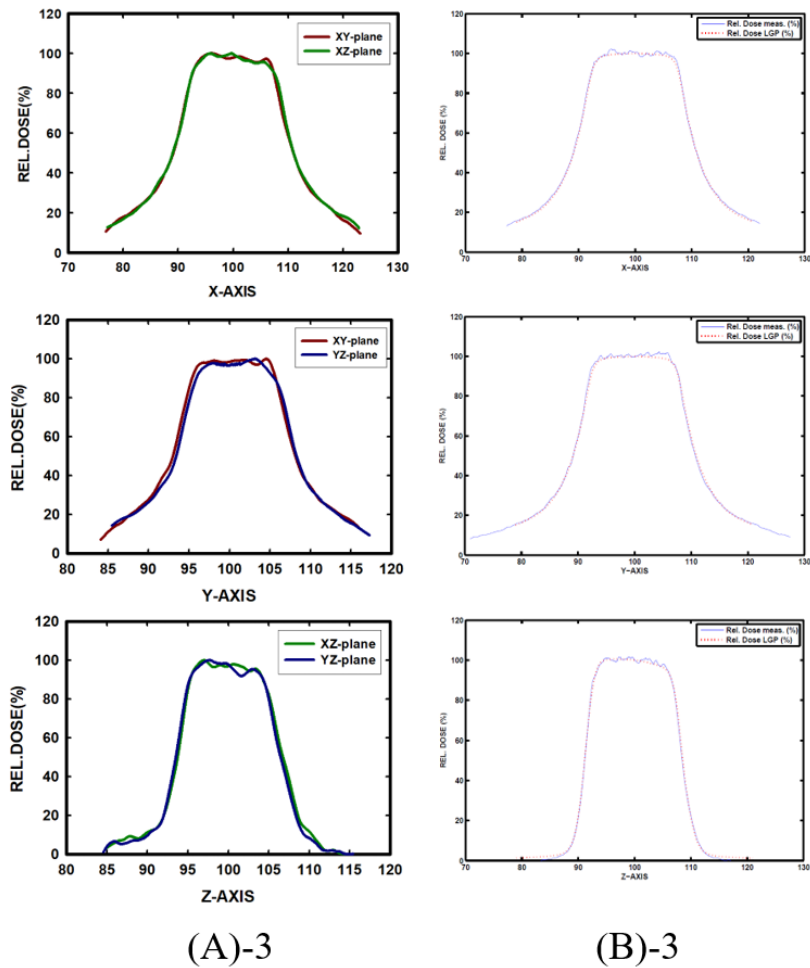 120
100
80
60
40
20
0
REL.DOSE(%)
XY-plane
XZ-plane
70 80 90 100 110 120 130
X-AXIS
120
100
80
60
40
20
0
REL. DOSE (%)
Rel. Dose meas. (%)
Rel. Dose LGP (%)
70 80 90 100 110 120 130
X-AXIS
120
100
80
60
40
20
0
REL.DOSE(%)
XY-plane
YZ-plane
80 85 90 95 100 105 110 115 120
Y-AXIS
120
100
80
60
40
20
0
REL. DOSE (%)
Rel. Dose meas. (%)
Rel. Dose LGP (%)
70 80 90 100 110 120 130
Y-AXIS
120
100
80
60
40
20
0
REL.DOSE(%)
XZ-plane
YZ-plane
80 85 90 95 100 105 110 115 120
Z-AXIS
120
100
80
60
40
20
0
REL. DOSE (%)
Rel. Dose meas. (%)
Rel. Dose LGP (%)
70 80 90 100 110 120 130
Z-AXIS
(A)-3 (B)-3